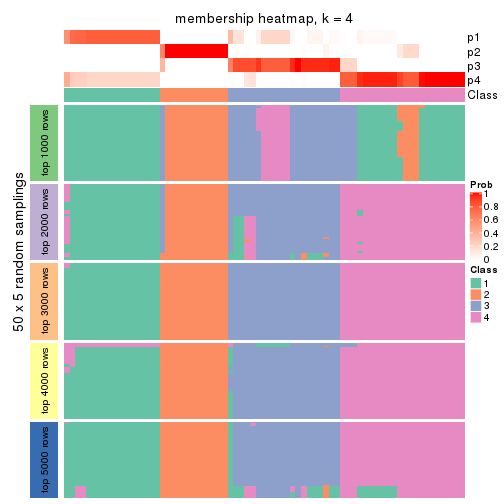 membership heatmap, k = 4
p1
p2
p3
p4
Class
50 x 5 random samplings
top 1000 rows
top 2000 rows
top 3000 rows
top 4000 rows
top 5000 rows
Prob
1
0.8
0.6
0.4
0.2
0
Class
1
2
3
4